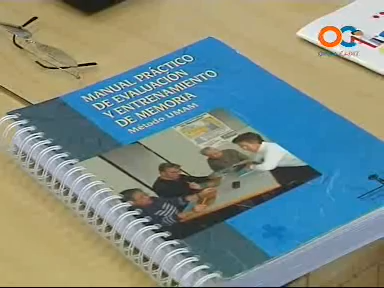 MANUAL PRÁCTICO
DE EVALUACIÓN
Y ENTRENAMIENTO
DE MEMORIA
Método UMAM